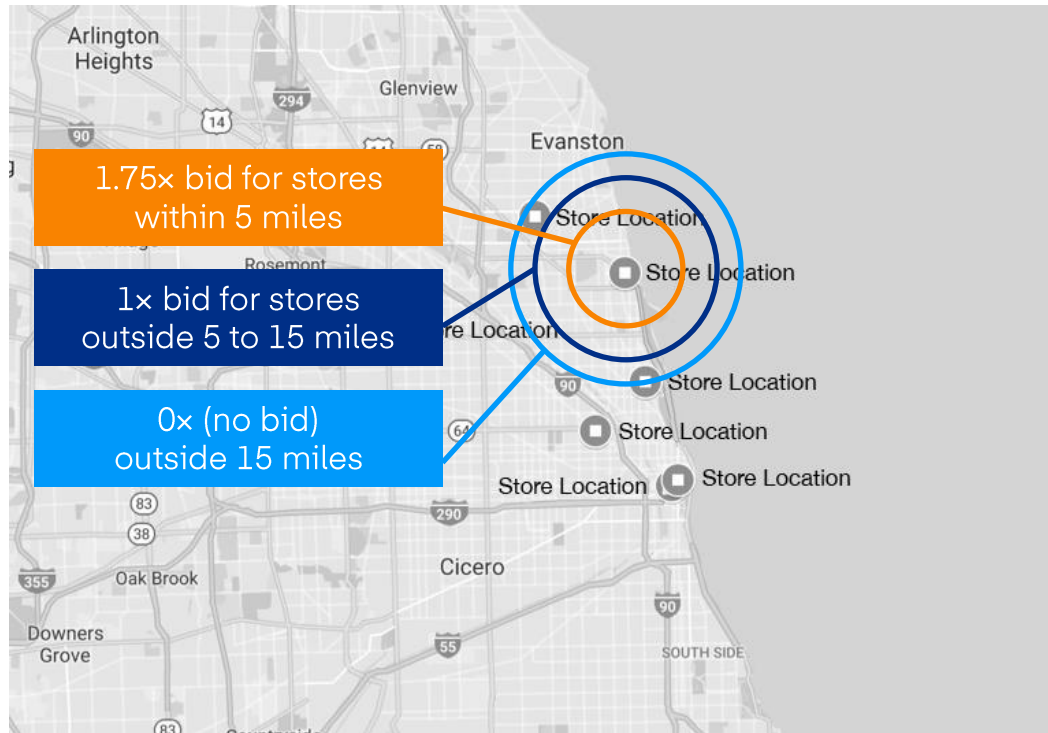 Arlington
Heights
294
Glenview
14
90
58
Evanston
1.75× bid for stores
within 5 miles
Store Location
Rosemont
Store Location
1× bid for stores
outside 5 to 15 miles
re Location
90
Store Location
0× (no bid)
outside 15 miles
64
Store Location
Store Location
Store Location
83
290
38
Cicero
355
Oak Brook
90
Downers
Grove
55
SOUTH SIDE
83